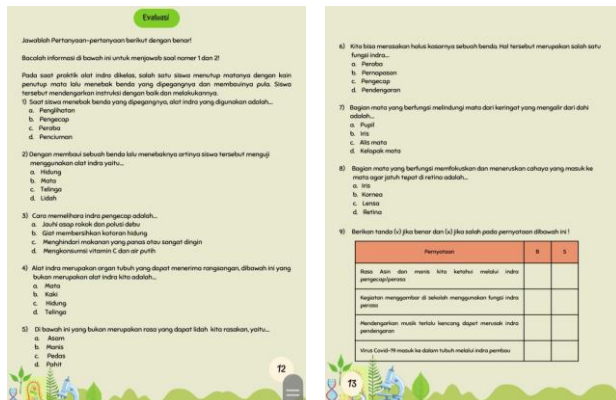 Evaluasi
Jawablah Pertanyaan-pertanyaan berikut dengan benar!
Bacalah informasi di bawah ini untuk menjawab soal nomer 1 dan 2!
Pada saat praktik alat indra dikelas, salah satu siswa menutup matanya dengan kain
penutup mata lalu menebak benda yang dipegangnya dan membauinya pula. Siswa
tersebut mendengarkan instruksi dengan baik dan melakukannya.
1) Saat siswa menebak benda yang dipegangnya, alat indra yang digunakan adalah...
a. Penglihatan
b. Pengecap
c. Peraba
d. Penciuman
2) Dengan membaui sebuah benda lalu menebaknya artinya siswa tersebut menguji
menggunakan alat indra yaitu...
a. Hidung
b. Mata
c. Telinga
d. Lidah
3) Cara memelihara indra pengecap adalah...
a. Jauhi asap rokok dan polusi debu
b. Giat membersihkan kotoran hidung
c. Menghindari makanan yang panas atau sangat dingin
d. Mengkonsumsi vitamin C dan air putih
4) Alat indra merupakan organ tubuh yang dapat menerima rangsangan, dibawah ini yang
bukan merupakan alat indra kita adalah...
a. Mata
b. Kaki
c. Hidung
d. Telinga
5) Di bawah ini yang bukan merupakan rasa yang dapat lidah kita rasakan, yaitu...
a. Asam
b. Manis
c. Pedas
d. Pahit
12
6) Kita bisa merasakan halus kasarnya sebuah benda. Hal tersebut merupakan salah satu
fungsi indra...
a. Peraba
b. Pernapasan
c. Pengecap
d. Pendengaran
7) Bagian mata yang berfungsi melindungi mata dari keringat yang mengalir dari dahi
adalah...
a. Pupil
b. Iris
c. Alis mata
d. Kelopak mata
8) Bagian mata yang berfungsi memfokuskan dan meneruskan cahaya yang masuk ke
mata agar jatuh tepat di retina adalah...
a. Iris
b. Kornea
c. Lensa
d. Retina
9) Berikan tanda (v) jika benar dan (x) jika salah pada pernyataan dibawah ini !
Pernyataan B S
Rasa Asin dan manis kita ketahui melalui indra
pengecap/perasa
Kegiatan menggambar di sekolah menggunakan fungsi indra
perasa
Mendengarkan musik terlalu kencang dapat merusak indra
pendengaran
Virus Covid-19 masuk ke dalam tubuh melalui indra pembau
13